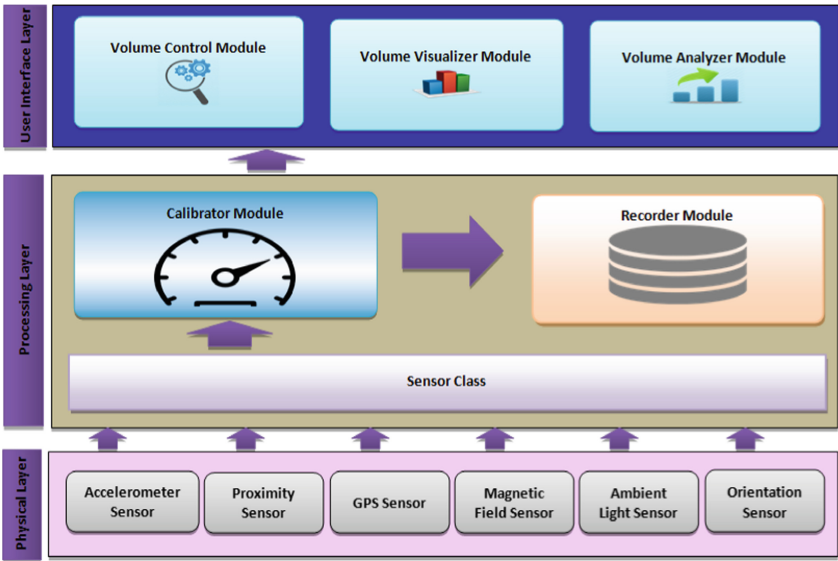 User Interface Layer
Volume Control Module
Volume Visualizer Module
Volume Analyzer Module
Processing Layer
Calibrator Module
Recorder Module
Sensor Class
Physical Layer
Accelerometer
Sensor
Proximity
Sensor
GPS Sensor
Magnetic
Field Sensor
Ambient
Light Sensor
Orientation
Sensor